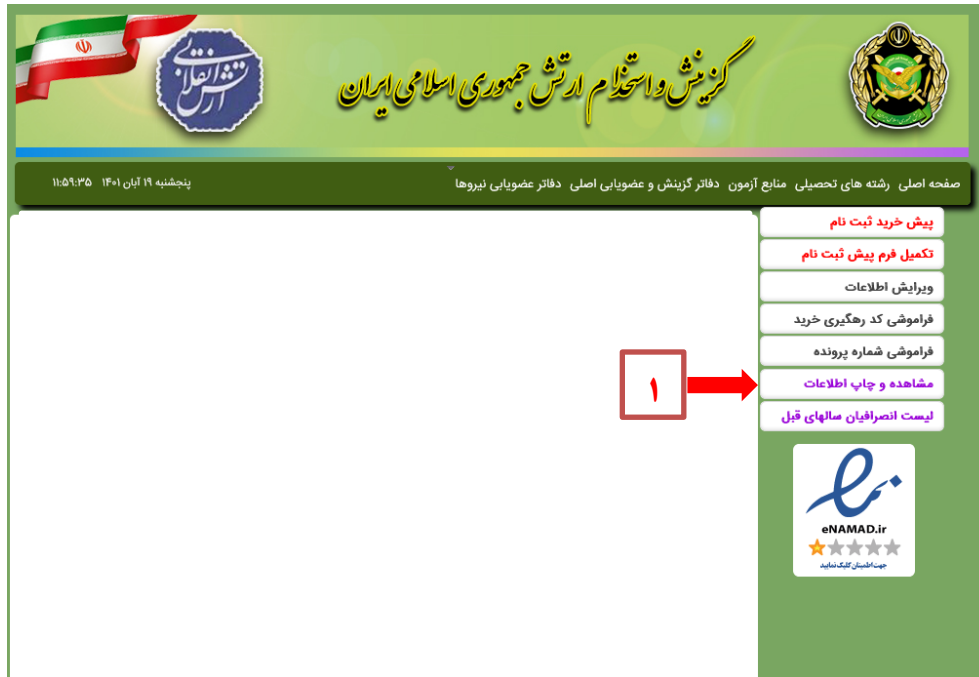 گزینش و استخدام ارتش جمهوری اسلامی ایران
ارتش انقلابی
صفحه اصلی رشته های تحصیلی منابع آزمون دفاتر گزینش و عضویابی اصلی دفاتر عضویابی نیروها
پنجشنبه ۱۹ آبان ۱۴۰۱ ۱۱:۵۹:۳۵
پیش خرید ثبت نام
تکمیل فرم پیش ثبت نام
ویرایش اطلاعات
فراموشی کد رهگیری خرید
فراموشی شماره پرونده
مشاهده و چاپ اطلاعات
۱
لیست انصرافیان سالهای قبل
eNAMAD.ir
جهت اطمینان کلیک نمایید